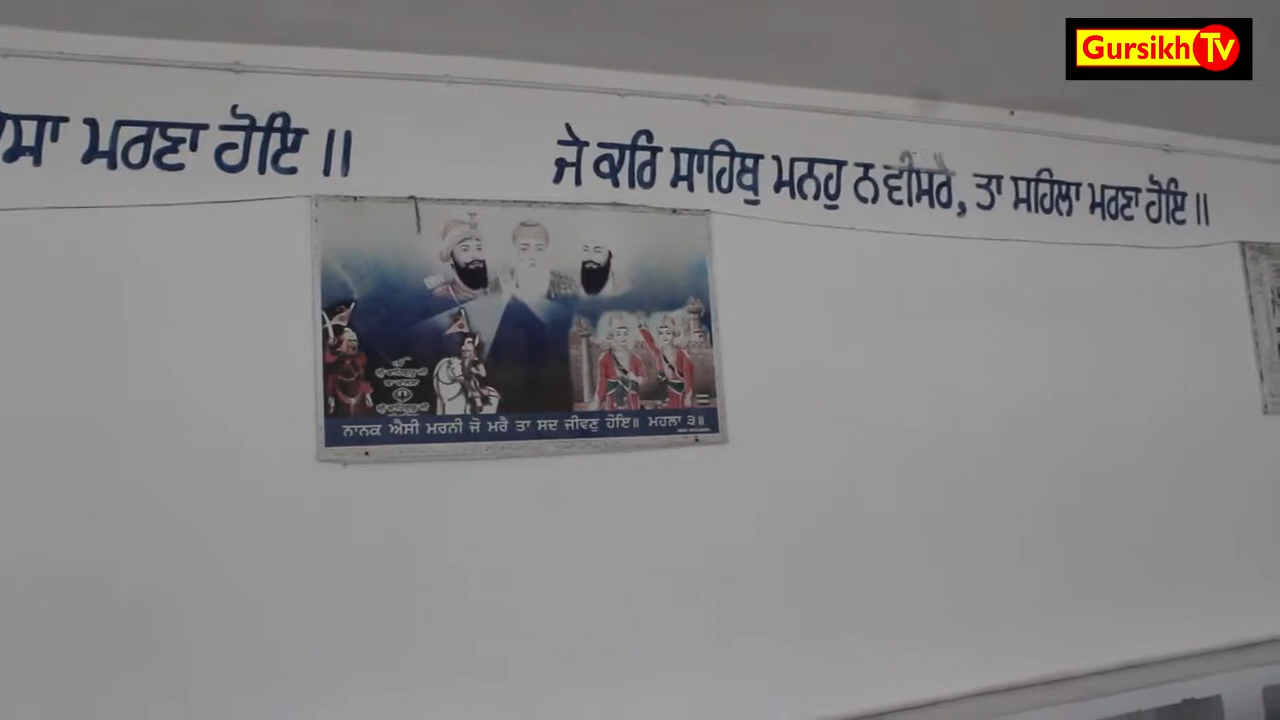 Gursikh Tv
ਸਾ ਮਰਣਾ ਹੋਇ ॥
ਜੇ ਕਰਿ ਸਾਹਿਬੁ ਮਨਹੁ ਨ ਵੀਸਰੈ, ਤਾ ਸਹਿਲਾ ਮਰਣਾ ਹੋਇ ॥
ਨਾਨਕ ਐਸੀ ਮਰਨੀ ਜੋ ਮਰੈ ਤਾ ਸਦ ਜੀਵਣੁ ਹੋਇ॥ ਮਹਲਾ ੩॥